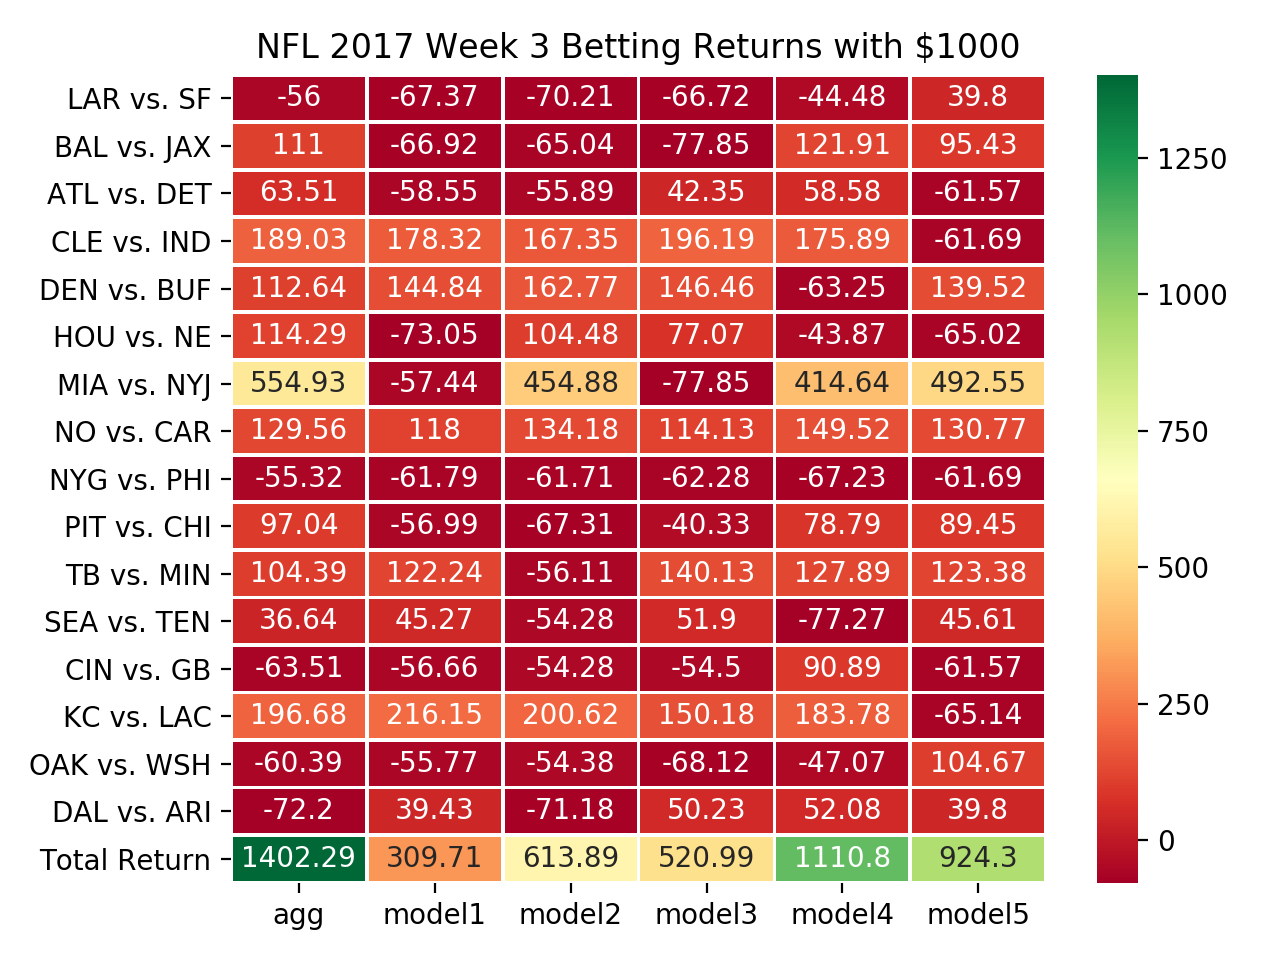 NFL 2017 Week 3 Betting Returns with $1000
LAR vs. SF -56 -67.37 -70.21 -66.72 -44.48 39.8
BAL vs. JAX 111 -66.92 -65.04 -77.85 121.91 95.43
ATL vs. DET 63.51 -58.55 -55.89 42.35 58.58 -61.57
CLE vs. IND 189.03 178.32 167.35 196.19 175.89 -61.69
DEN vs. BUF 112.64 144.84 162.77 146.46 -63.25 139.52
HOU vs. NE 114.29 -73.05 104.48 77.07 -43.87 -65.02
MIA vs. NYJ 554.93 -57.44 454.88 -77.85 414.64 492.55
NO vs. CAR 129.56 118 134.18 114.13 149.52 130.77
NYG vs. PHI -55.32 -61.79 -61.71 -62.28 -67.23 -61.69
PIT vs. CHI 97.04 -56.99 -67.31 -40.33 78.79 89.45
TB vs. MIN 104.39 122.24 -56.11 140.13 127.89 123.38
SEA vs. TEN 36.64 45.27 -54.28 51.9 -77.27 45.61
CIN vs. GB -63.51 -56.66 -54.28 -54.5 90.89 -61.57
KC vs. LAC 196.68 216.15 200.62 150.18 183.78 -65.14
OAK vs. WSH -60.39 -55.77 -54.38 -68.12 -47.07 104.67
DAL vs. ARI -72.2 39.43 -71.18 50.23 52.08 39.8
Total Return 1402.29 309.71 613.89 520.99 1110.8 924.3
agg model1 model2 model3 model4 model5
1250
1000
750
500
250
0